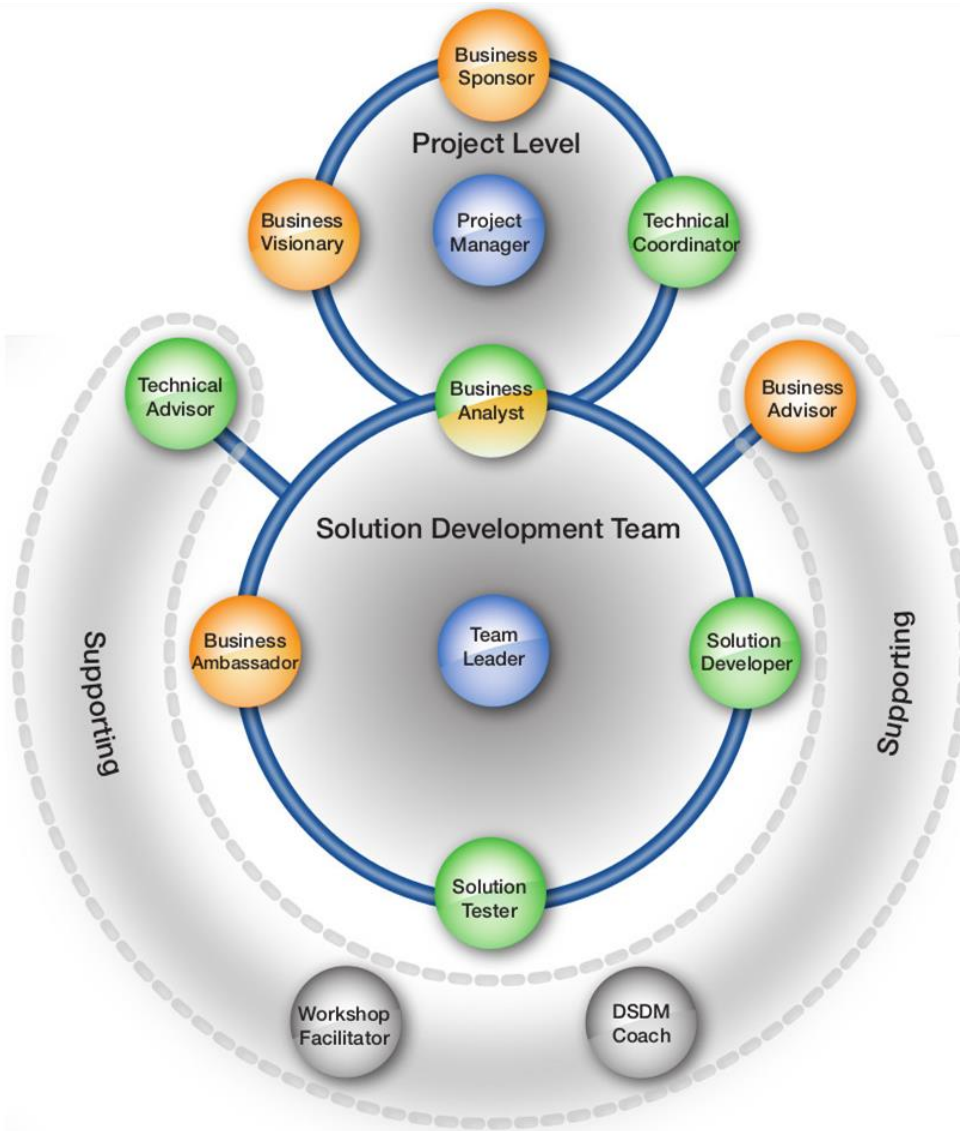 Business
Sponsor
Project Level
Business
Visionary
Project
Manager
Technical
Coordinator
Technical
Advisor
Business
Analyst
Business
Advisor
Solution Development Team
Business
Ambassador
Team
Leader
Solution
Developer
Supporting
Supporting
Solution
Tester
Workshop
Facilitator
DSDM
Coach